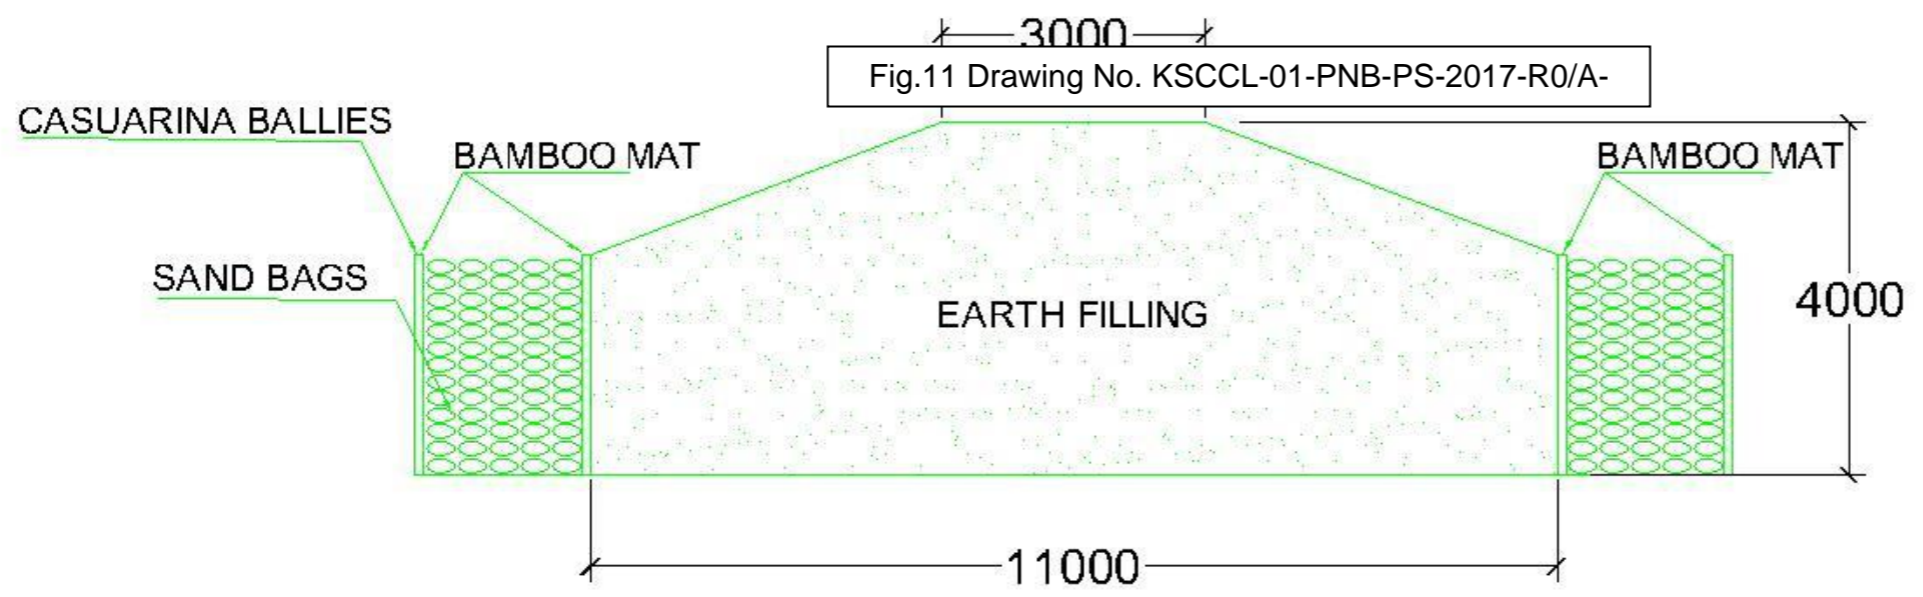 3000
Fig.11 Drawing No. KSCCL-01-PNB-PS-2017-R0/A-
CASUARINA BALLIES
BAMBOO MAT
BAMBOO MAT
SAND BAGS
EARTH FILLING
4000
11000